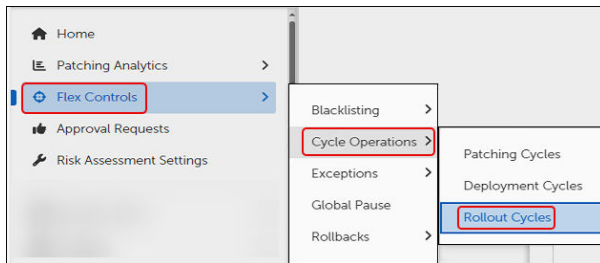 Home
Patching Analytics
Flex Controls
Approval Requests
Risk Assessment Settings
Blacklisting
Cycle Operations
Exceptions
Global Pause
Rollbacks
Patching Cycles
Deployment Cycles
Rollout Cycles